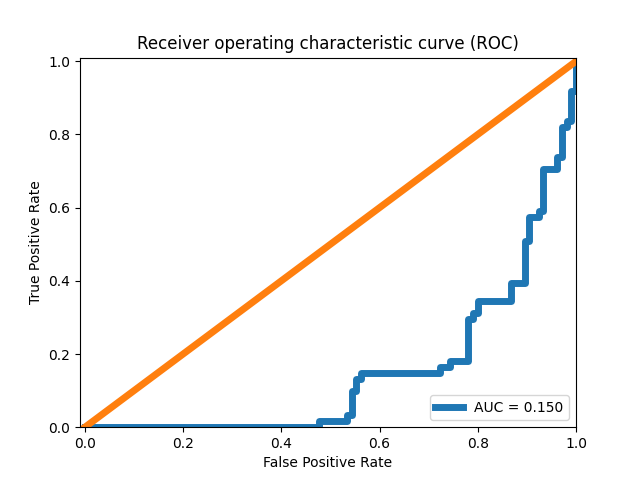 Receiver operating characteristic curve (ROC)
1.0
0.8
0.6
0.4
0.2
0.0
True Positive Rate
AUC = 0.150
0.0 0.2 0.4 0.6 0.8 1.0
False Positive Rate